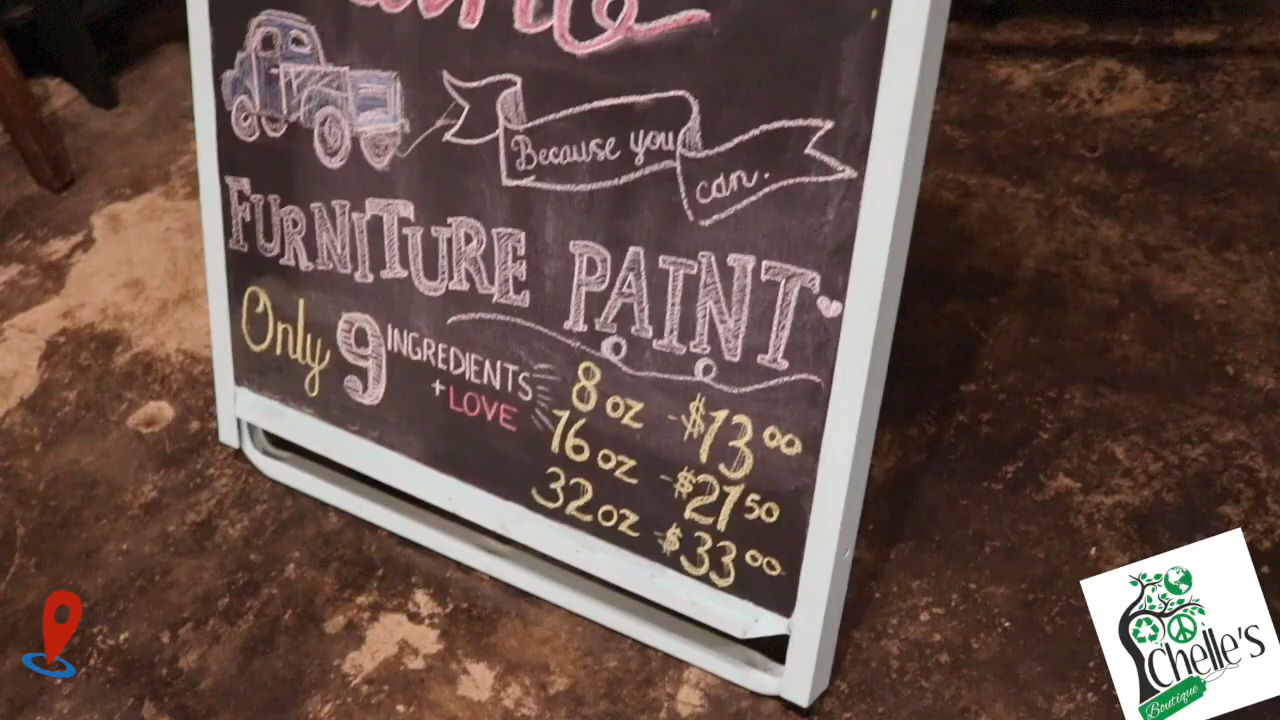 Because you
can.
FURNITURE PAINT
Only 9 INGREDIENTS
+ LOVE
8 oz - $13.00
16 oz - $21.50
32 oz - $33.00
chelle's
Boutique